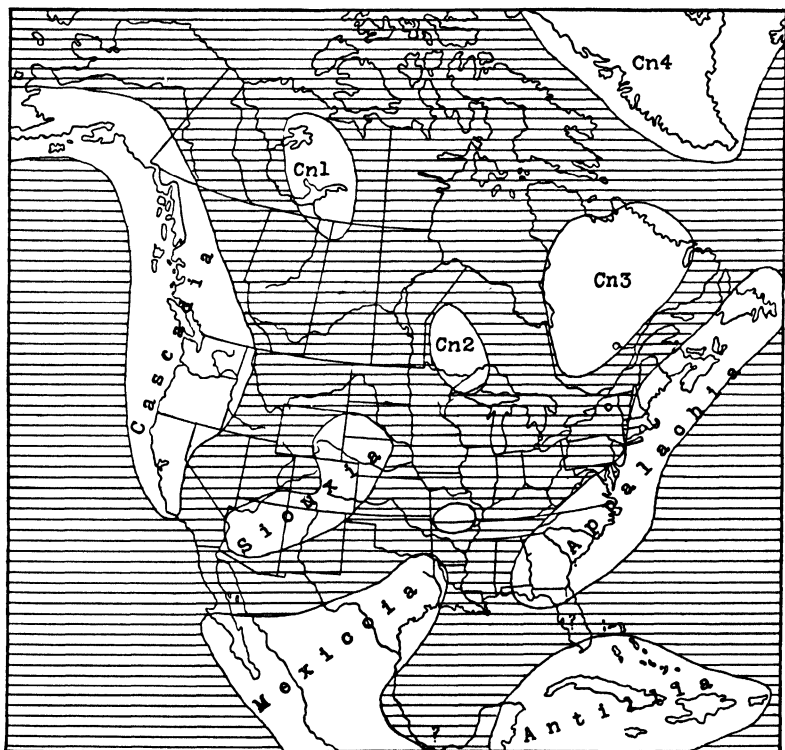 Cn4
Cn1
Cn3
Cn2
Cascadia
Appalachia
Siouxia
Mexicoia
?
Antillia
?